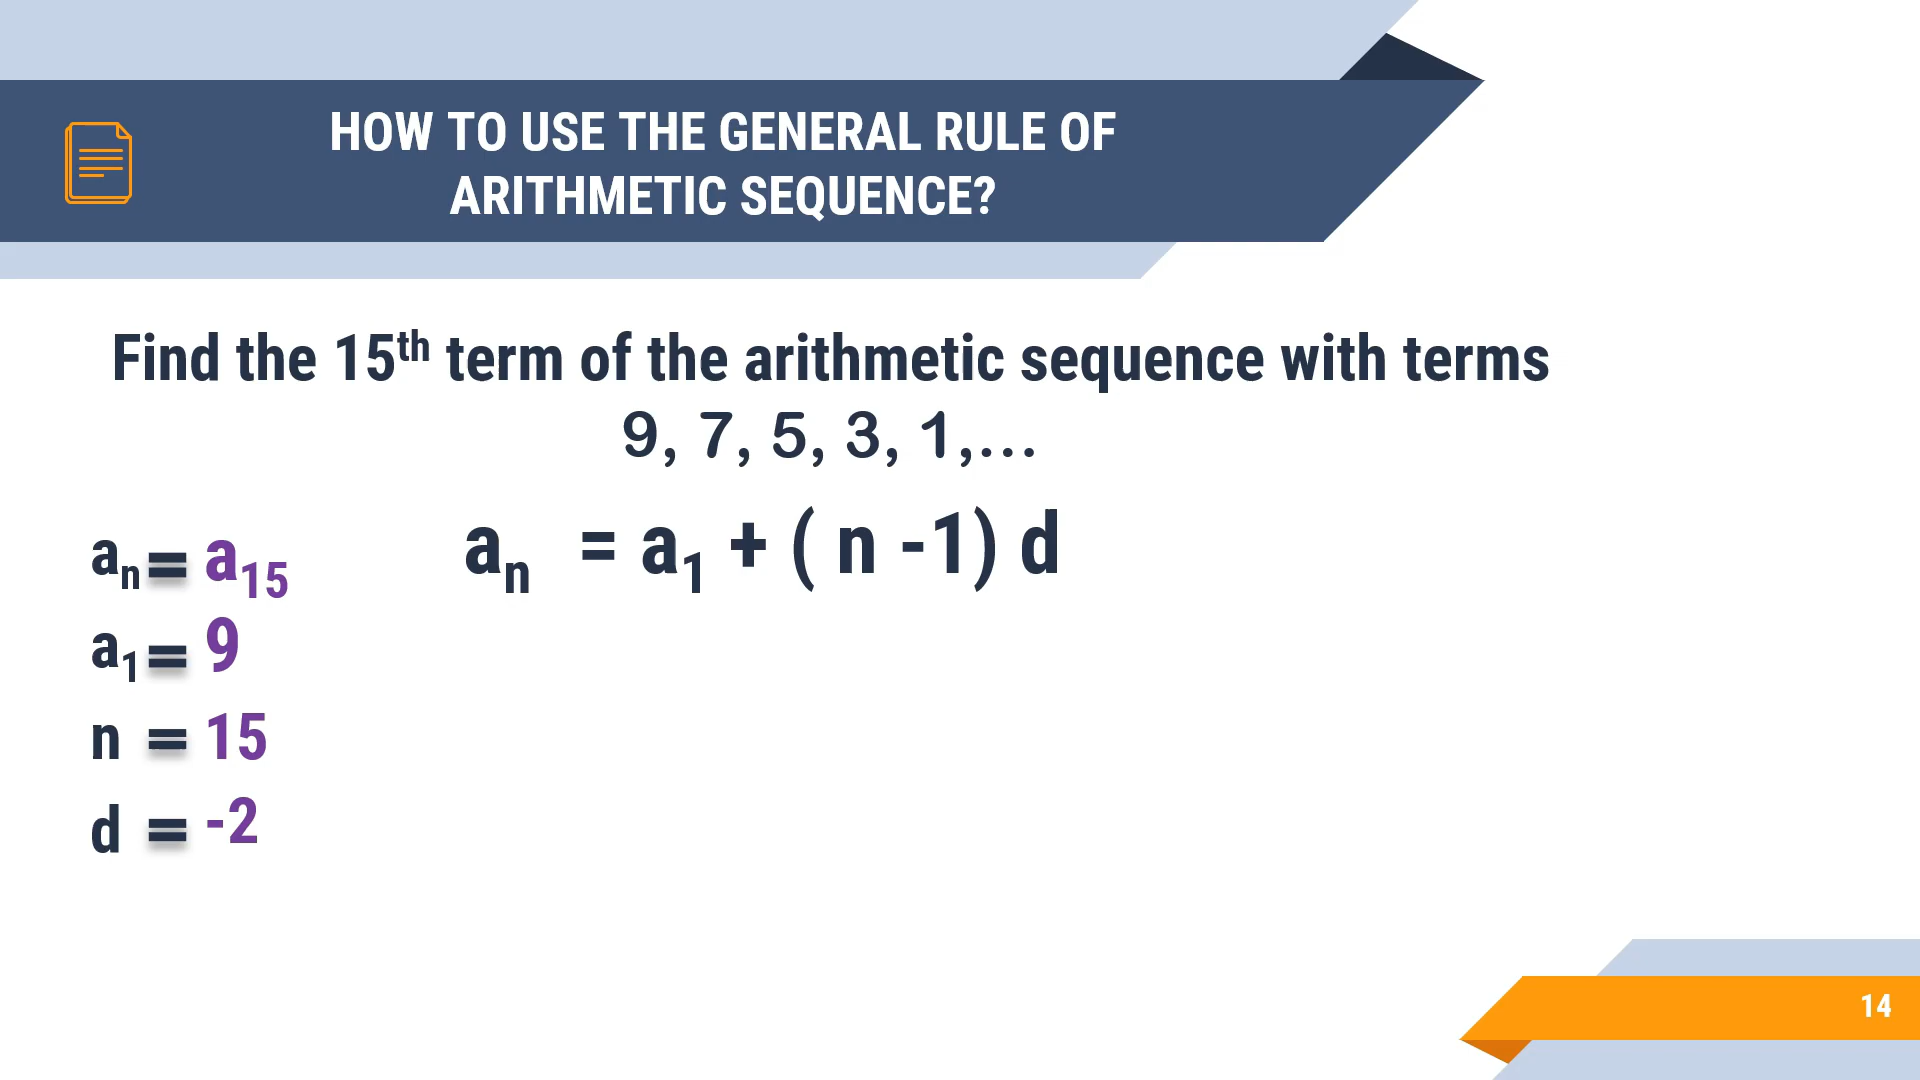 HOW TO USE THE GENERAL RULE OF
ARITHMETIC SEQUENCE?
Find the 15th term of the arithmetic sequence with terms
9, 7, 5, 3, 1,...
an = a15
an = a1 + ( n -1) d
a1 = 9
n = 15
d = -2
14